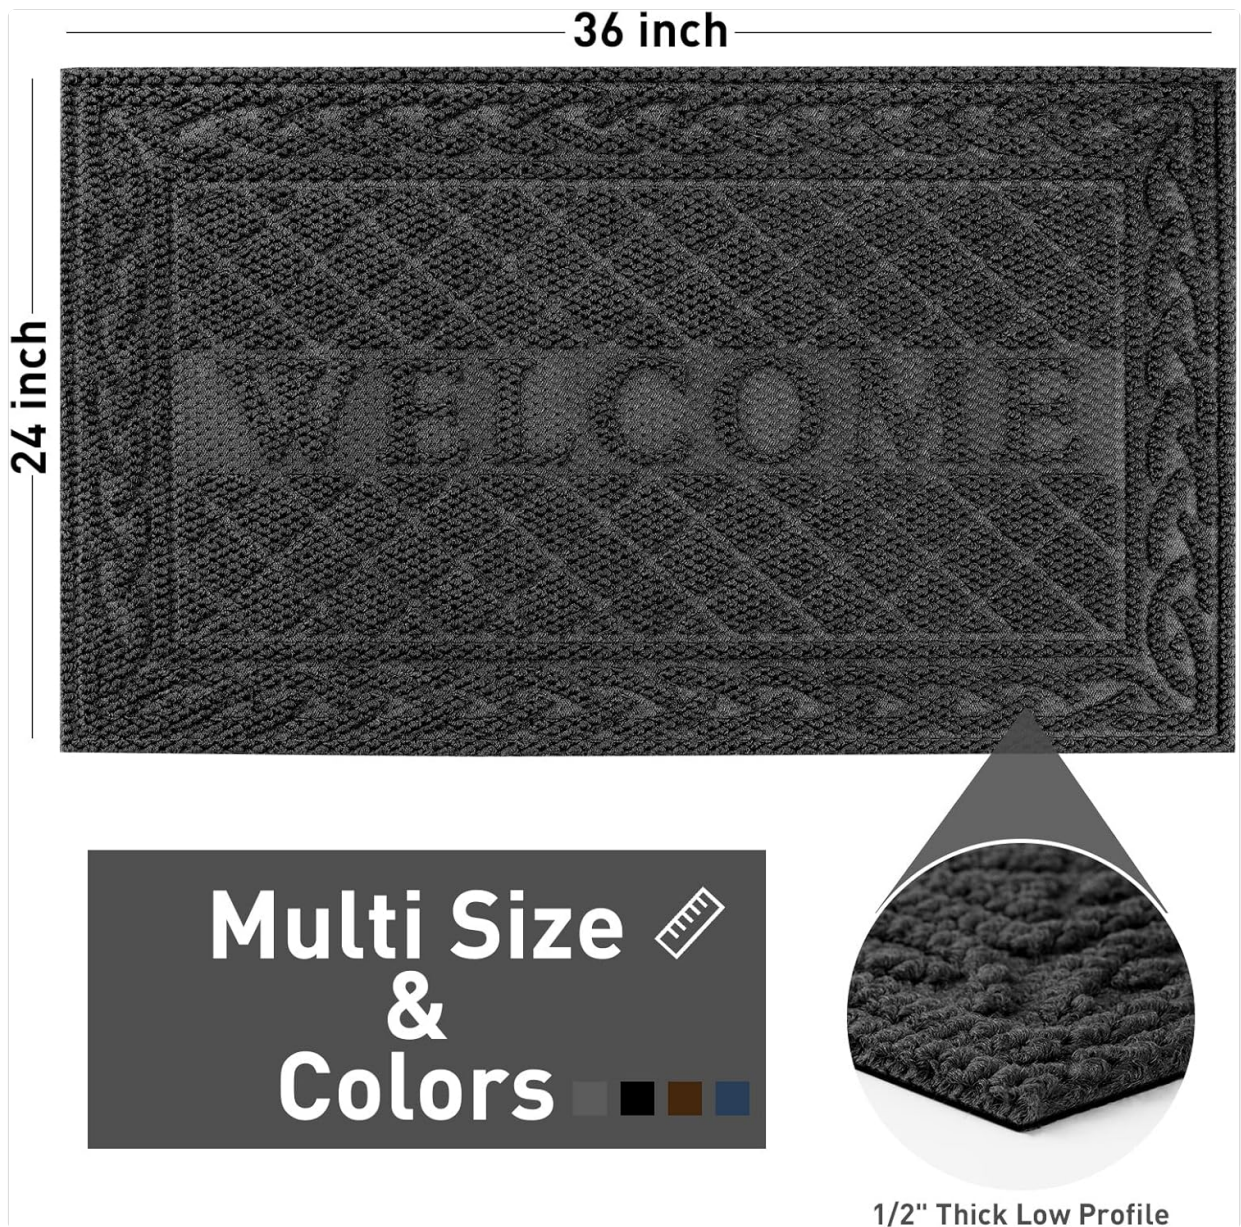 36 inch
24 inch
WELCOME
Multi Size
&
Colors
1/2" Thick Low Profile